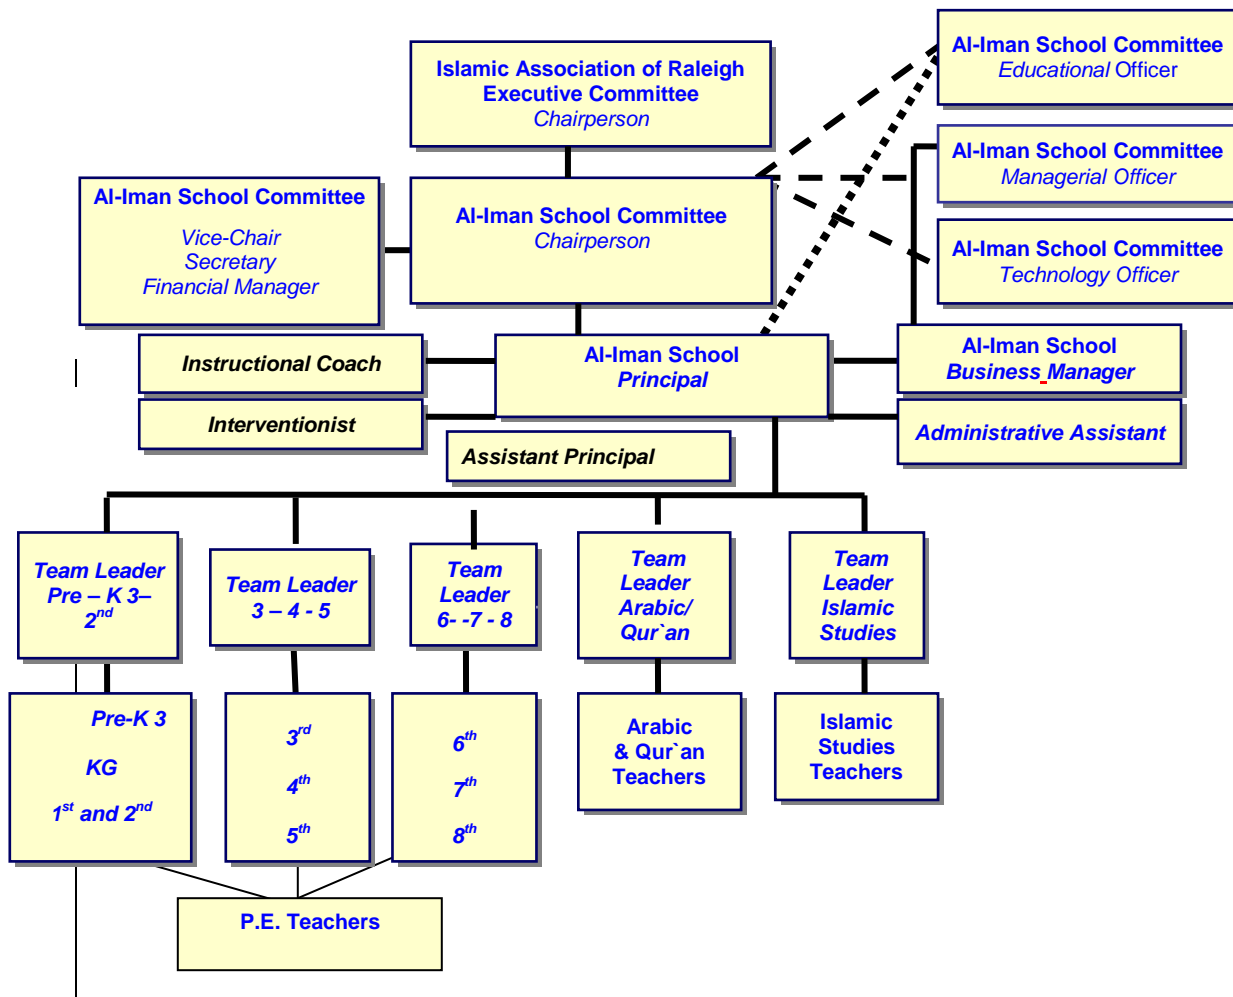 Islamic Association of Raleigh
Executive Committee
Chairperson
Al-Iman School Committee
Educational Officer
Al-Iman School Committee
Managerial Officer
Al-Iman School Committee
Technology Officer
Al-Iman School Committee
Vice-Chair
Secretary
Financial Manager
Al-Iman School Committee
Chairperson
Instructional Coach
Interventionist
Al-Iman School
Principal
Al-Iman School
Business Manager
Administrative Assistant
Assistant Principal
Team Leader
Pre – K 3–
2nd
Team Leader
3 – 4 - 5
Team
Leader
6- -7 - 8
Team
Leader
Arabic/
Qur`an
Team
Leader
Islamic
Studies
Pre-K 3
KG
1st and 2nd
3rd
4th
5th
6th
7th
8th
Arabic
& Qur`an
Teachers
Islamic
Studies
Teachers
P.E. Teachers